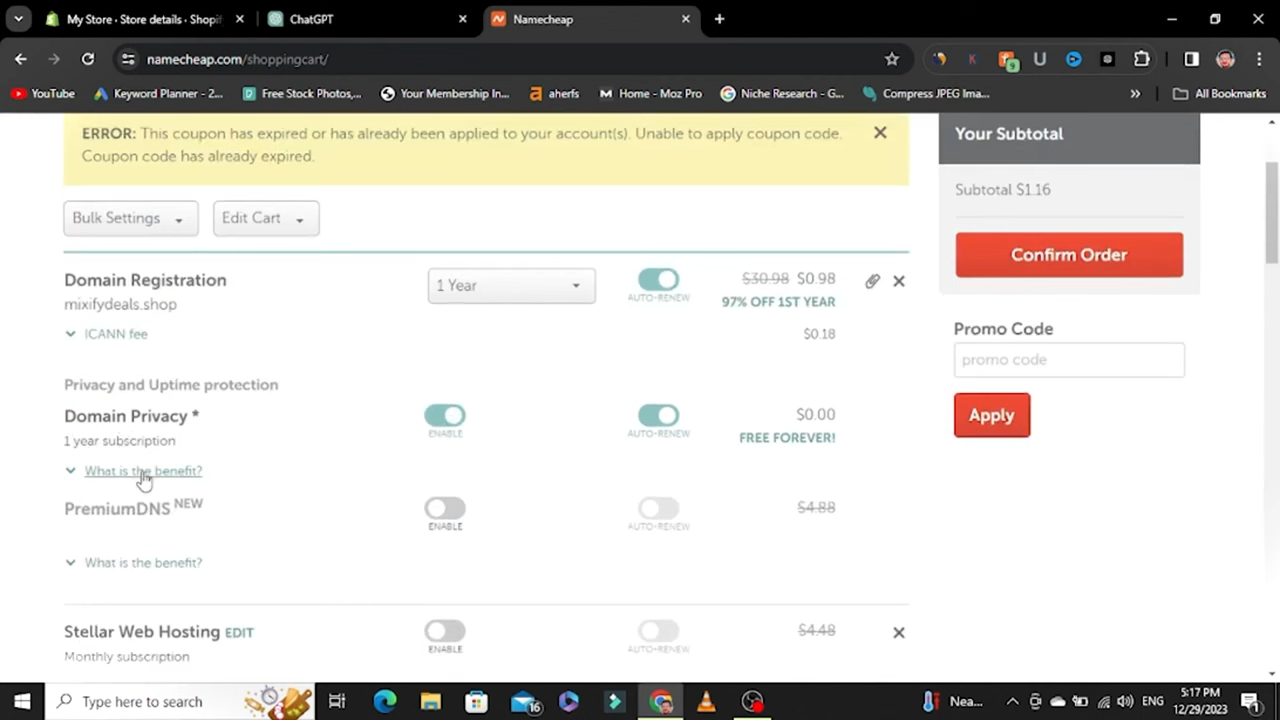 My Store · Store details · Shopif
ChatGPT
Namecheap
namecheap.com/shoppingcart/
9
YouTube
Keyword Planner - 2...
Free Stock Photos,...
Your Membership In...
aherfs
Home - Moz Pro
Niche Research - G...
Compress JPEG Ima...
All Bookmarks
ERROR: This coupon has expired or has already been applied to your account(s). Unable to apply coupon code.
Coupon code has already expired.
Your Subtotal
Subtotal $1.16
Bulk Settings
Edit Cart
Confirm Order
Domain Registration
1 Year
$30.98 $0.98
mixifydeals.shop
AUTO-RENEW
97% OFF 1ST YEAR
ICANN fee
$0.18
Promo Code
promo code
Apply
Privacy and Uptime protection
Domain Privacy *
$0.00
1 year subscription
ENABLE
AUTO-RENEW
FREE FOREVER!
What is the benefit?
PremiumDNS NEW
$4.88
ENABLE
AUTO-RENEW
What is the benefit?
Stellar Web Hosting EDIT
$4.48
Monthly subscription
ENABLE
AUTO-RENEW
Type here to search
16
Nea...
ENG
5:17 PM
12/29/2023
1